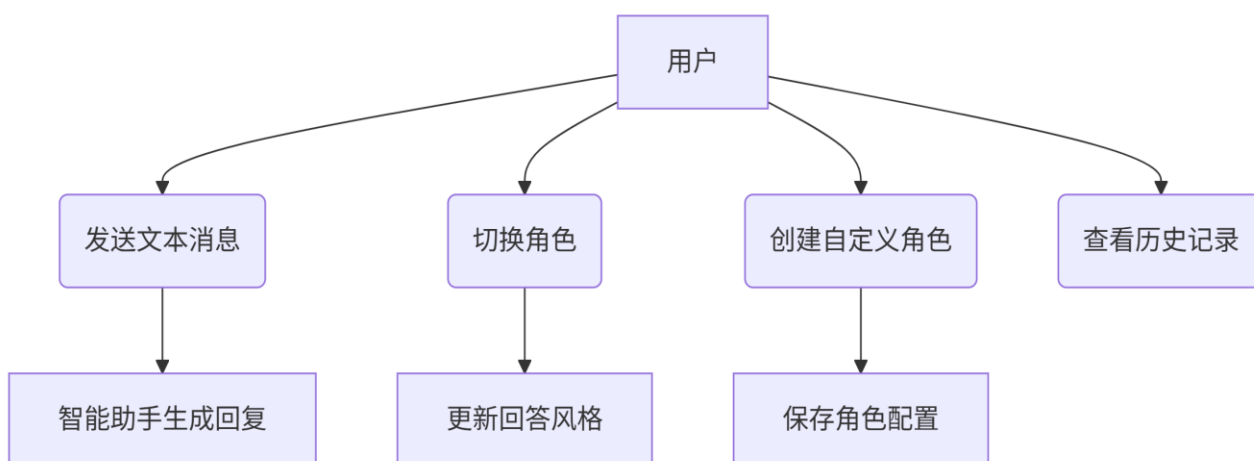 用户
发送文本消息
切换角色
创建自定义角色
查看历史记录
智能助手生成回复
更新回答风格
保存角色配置